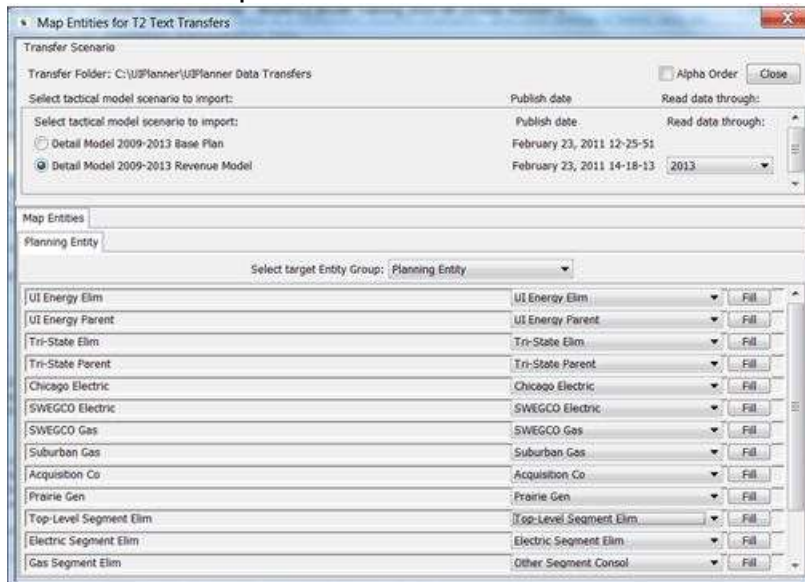 Map Entities for T2 Text Transfers
Transfer Scenario
Transfer Folder: C:\UIPlanner\UIPlanner Data Transfers Alpha Order Close
Select tactical model scenario to import: Publish date Read data through:
Select tactical model scenario to import: Publish date Read data through:
Detail Model 2009-2013 Base Plan February 23, 2011 12-25-51
Detail Model 2009-2013 Revenue Model February 23, 2011 14-18-13 2013
Map Entities
Planning Entity
Select target Entity Group: Planning Entity
UI Energy Elim UI Energy Elim Fill
UI Energy Parent UI Energy Parent Fill
Tri-State Elim Tri-State Elim Fill
Tri-State Parent Tri-State Parent Fill
Chicago Electric Chicago Electric Fill
SWEGCO Electric SWEGCO Electric Fill
SWEGCO Gas SWEGCO Gas Fill
Suburban Gas Suburban Gas Fill
Acquisition Co Acquisition Co Fill
Prairie Gen Prairie Gen Fill
Top-Level Segment Elim Top-Level Segment Elim Fill
Electric Segment Elim Electric Segment Elim Fill
Gas Segment Elim Other Segment Consol Fill